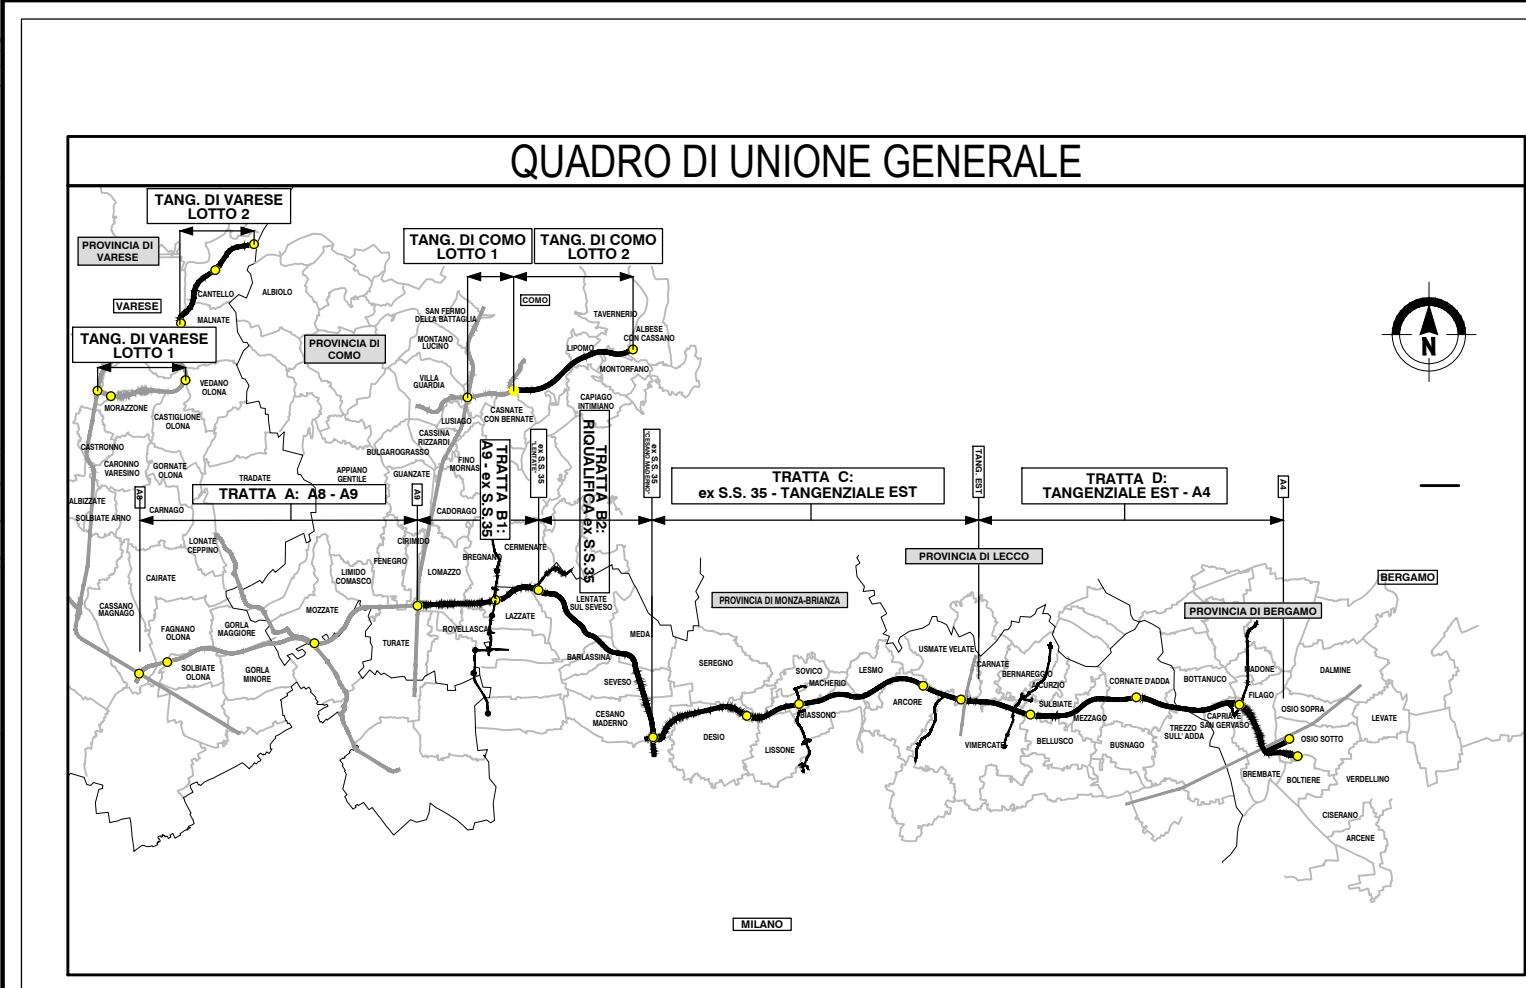 QUADRO DI UNIONE GENERALE
TANG. DI VARESE
LOTTO 2
PROVINCIA DI
VARESE
TANG. DI COMO
LOTTO 1
TANG. DI COMO
LOTTO 2
CANTELLO
ALBIOLO
VARESE
MALNATE
COMO
SAN FERMO
DELLA BATTAGLIA
TAVERNERIO
ALBESE
CON CASSANO
TANG. DI VARESE
LOTTO 1
PROVINCIA DI
COMO
MONTANO
LUCINO
LIPOMO
MONTORFANO
N
VILLA
GUARDIA
VEDANO
OLONA
MORAZZONE
CASTIGLIONE
OLONA
CAPIAGO
INTIMIANO
CASNATE
CON BERNATE
LUSIAGO
CASSINA
RIZZARDI
BULGAROGRASSO
CASTRONNO
CARONNO
VARESINO
GORNATE
OLONA
TRADATE
APPIANO
GENTILE
GUANZATE
FINO
MORNAS
TRATTA B1:
A9 - ex S.S.35
ex S.S. 35
"LENTATE"
TRATTA B2:
RIQUALIFICA ex S.S.35
ex S.S. 35
"CESANO MADERNO"
TRATTA C:
ex S.S. 35 - TANGENZIALE EST
TANG. EST
TRATTA D:
TANGENZIALE EST - A4
A4
ALBIZZATE
A8
TRATTA A: A8 - A9
A9
SOLBIATE ARNO
CARNAGO
CADORAGO
CIRIMIDO
LONATE
CEPPINO
FENEGRO
BREGNANO
CERMENATE
LOMAZZO
LIMIDO
COMASCO
CAIRATE
PROVINCIA DI LECCO
BERGAMO
CASSANO
MAGNAGO
MOZZATE
LENTATE
SUL SEVESO
PROVINCIA DI MONZA-BRIANZA
PROVINCIA DI BERGAMO
LAZZATE
FAGNANO
OLONA
GORLA
MAGGIORE
ROVELLASCA
TURATE
MEDA
USMATE VELATE
BARLASSINA
SEREGNO
CARNATE
SOLBIATE
OLONA
GORLA
MINORE
SOVICO
LESMO
BERNAREGGIO
MADONE
DALMINE
SEVESO
MACHERIO
AICURZIO
CORNATE D'ADDA
BOTTANUCO
FILAGO
ARCORE
SULBIATE
OSIO SOPRA
CESANO
MADERNO
BIASSONO
MEZZAGO
CAPRIATE
SAN GERVASO
LEVATE
DESIO
TREZZO
SULL' ADDA
OSIO SOTTO
LISSONE
VIMERCATE
BELLUSCO
BUSNAGO
BREMBATE
BOLTIERE
VERDELLINO
CISERANO
ARCENE
MILANO